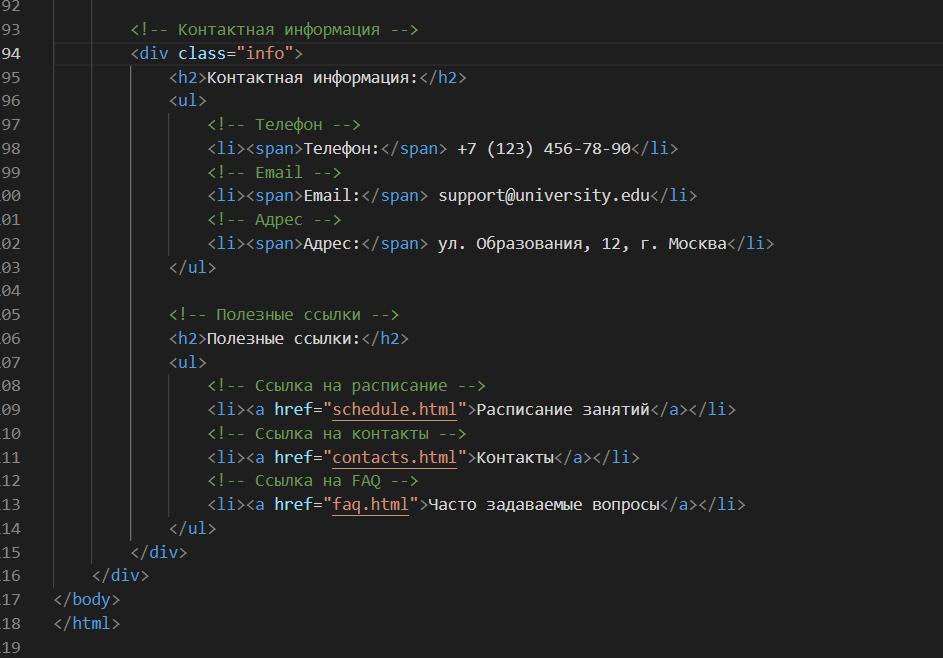 92
93 <!-- Контактная информация -->
94 <div class="info">
95 <h2>Контактная информация:</h2>
96 <ul>
97 <!-- Телефон -->
98 <li><span>Телефон:</span> +7 (123) 456-78-90</li>
99 <!-- Email -->
00 <li><span>Email:</span> support@university.edu</li>
01 <!-- Адрес -->
02 <li><span>Адрес:</span> ул. Образования, 12, г. Москва</li>
03 </ul>
04
05 <!-- Полезные ссылки -->
06 <h2>Полезные ссылки:</h2>
07 <ul>
08 <!-- Ссылка на расписание -->
09 <li><a href="schedule.html">Расписание занятий</a></li>
10 <!-- Ссылка на контакты -->
11 <li><a href="contacts.html">Контакты</a></li>
12 <!-- Ссылка на FAQ -->
13 <li><a href="faq.html">Часто задаваемые вопросы</a></li>
14 </ul>
15 </div>
16 </div>
17 </body>
18 </html>
19